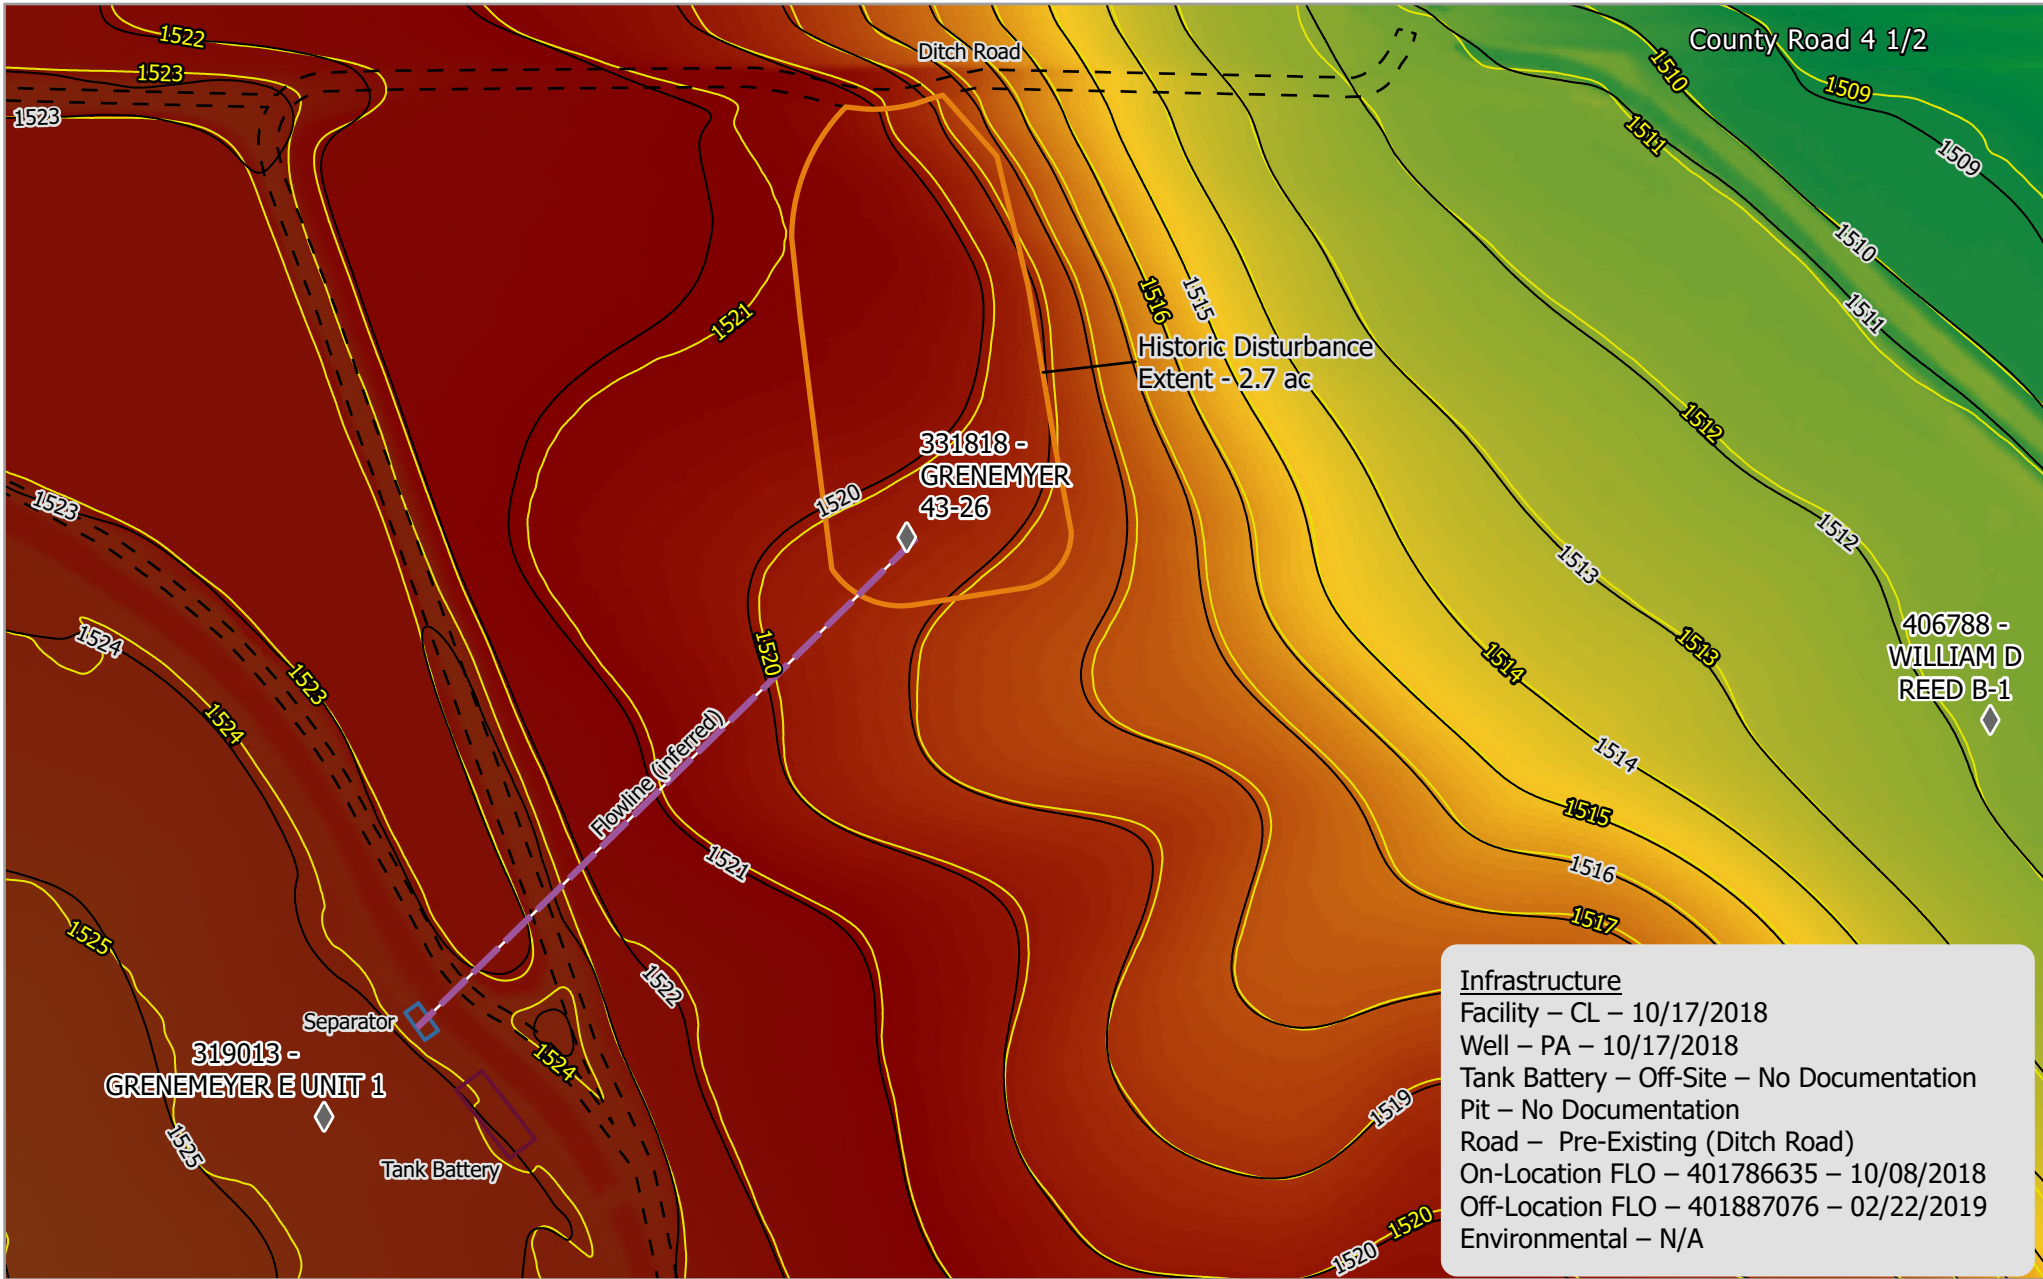 1522
Ditch Road
County Road 4 1/2
1523
1510
1509
1523
1511
1509
1510
1516
1515
1511
1521
Historic Disturbance
Extent - 2.7 ac
1512
331818 -
GRENEMYER
43-26
1520
1523
1512
1513
1524
1520
1523
1513
1514
406788 -
WILLIAM D
REED B-1
1524
Flowline (inferred)
1514
1515
1521
1516
1517
1525
1522
Separator
1524
319013 -
GRENEMEYER E UNIT 1
1519
1525
Tank Battery
1520
1520
Infrastructure
Facility – CL – 10/17/2018
Well – PA – 10/17/2018
Tank Battery – Off-Site – No Documentation
Pit – No Documentation
Road – Pre-Existing (Ditch Road)
On-Location FLO – 401786635 – 10/08/2018
Off-Location FLO – 401887076 – 02/22/2019
Environmental – N/A